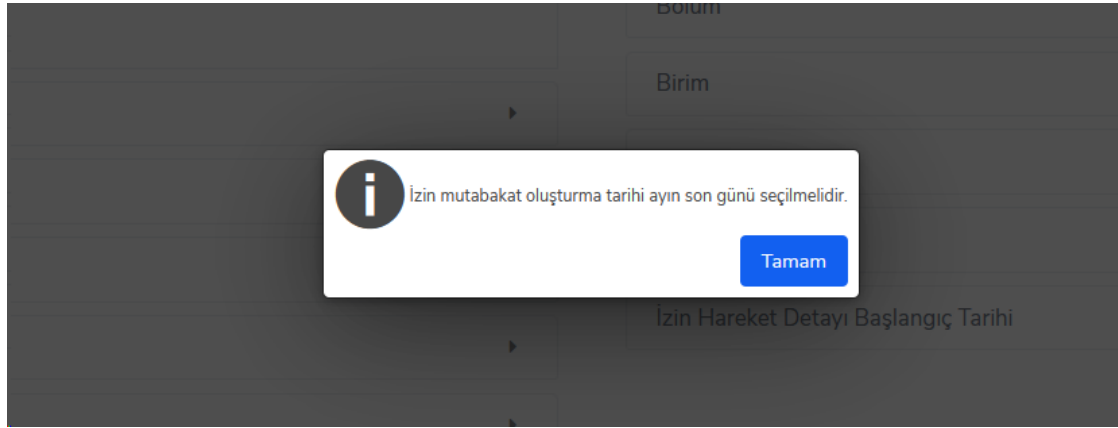 Bölüm
Birim
İzin mutabakat oluşturma tarihi ayın son günü seçilmelidir.
Tamam
İzin Hareket Detayı Başlangıç Tarihi